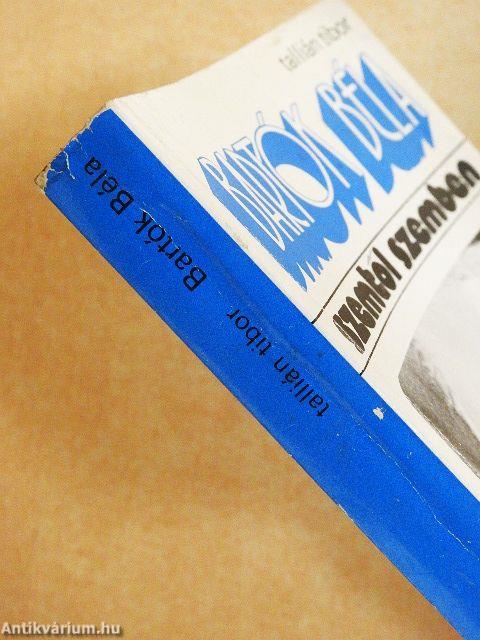 tallián tibor
BARTÓK BÉLA
szemtől szemben
tallián tibor Bartók Béla
Antikvárium.hu